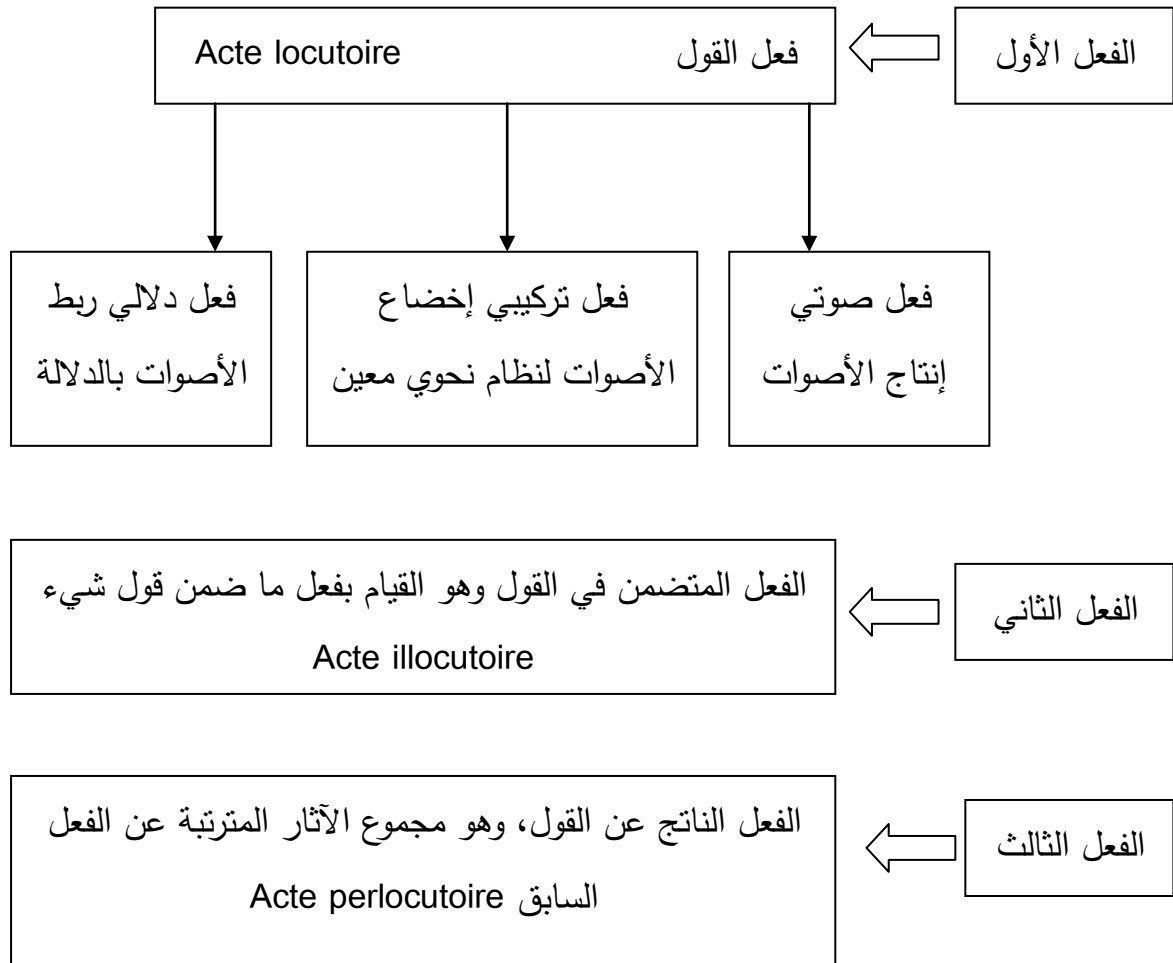 الفعل الأول
فعل القول Acte locutoire
فعل صوتي
إنتاج الأصوات
فعل تركيبي إخضاع
الأصوات لنظام نحوي معين
فعل دلالي ربط
الأصوات بالدلالة
الفعل الثاني
الفعل المتضمن في القول وهو القيام بفعل ما ضمن قول شيء
Acte illocutoire
الفعل الثالث
الفعل الناتج عن القول، وهو مجموع الآثار المترتبة عن الفعل
السابق Acte perlocutoire